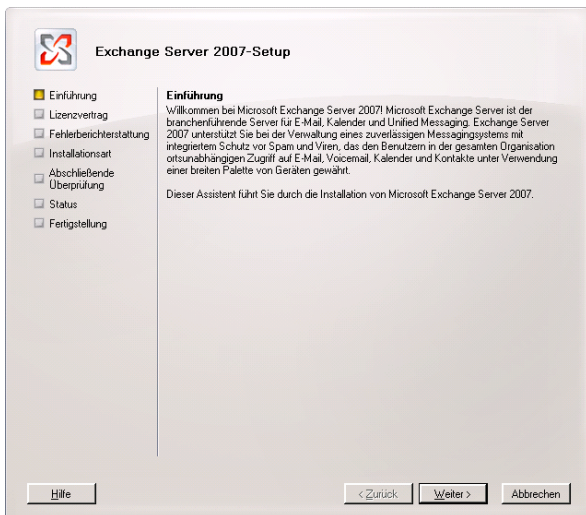 Exchange Server 2007-Setup
Einführung
Lizenzvertrag
Fehlerberichterstattung
Installationsart
Abschließende
Überprüfung
Status
Fertigstellung
Einführung
Willkommen bei Microsoft Exchange Server 2007! Microsoft Exchange Server ist der
branchenführende Server für E-Mail, Kalender und Unified Messaging. Exchange Server
2007 unterstützt Sie bei der Verwaltung eines zuverlässigen Messagingsystems mit
integriertem Schutz vor Spam und Viren, das den Benutzern in der gesamten Organisation
ortsunabhängigen Zugriff auf E-Mail, Voicemail, Kalender und Kontakte unter Verwendung
einer breiten Palette von Geräten gewährt.
Dieser Assistent führt Sie durch die Installation von Microsoft Exchange Server 2007.
Hilfe
< Zurück
Weiter >
Abbrechen